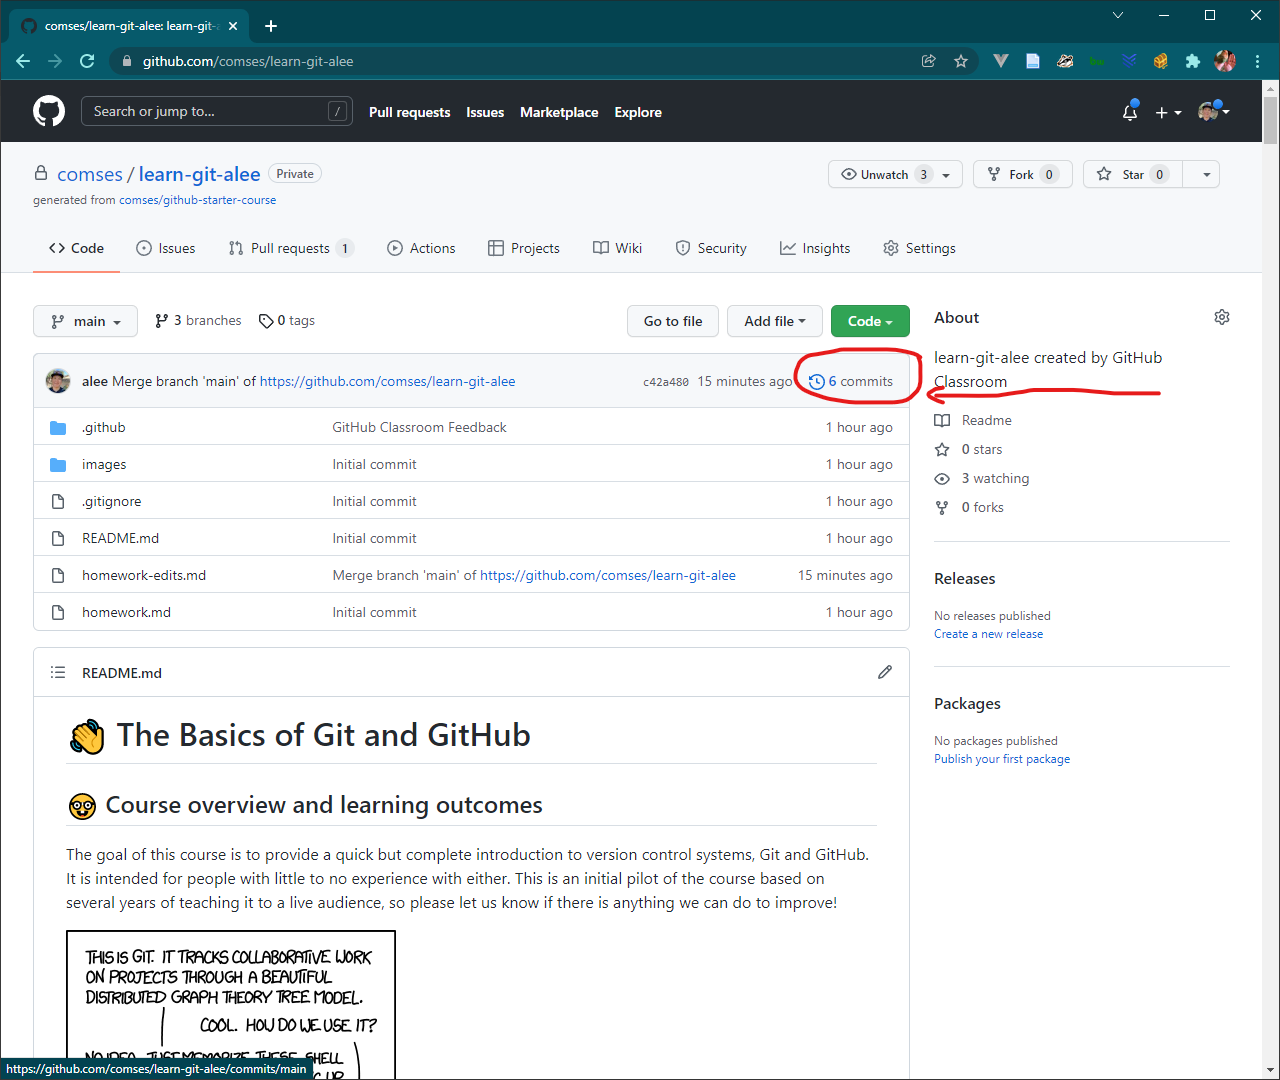 comses/learn-git-alee: learn-git-
github.com/comses/learn-git-alee
Search or jump to... /
Pull requests Issues Marketplace Explore
comses / learn-git-alee Private
Unwatch 3 Fork 0 Star 0
generated from comses/github-starter-course
Code Issues Pull requests 1 Actions Projects Wiki Security Insights Settings
main 3 branches 0 tags Go to file Add file Code
alee Merge branch 'main' of https://github.com/comses/learn-git-alee c42a480 15 minutes ago 6 commits
.github GitHub Classroom Feedback 1 hour ago
images Initial commit 1 hour ago
.gitignore Initial commit 1 hour ago
README.md Initial commit 1 hour ago
homework-edits.md Merge branch 'main' of https://github.com/comses/learn-git-alee 15 minutes ago
homework.md Initial commit 1 hour ago
About
learn-git-alee created by GitHub
Classroom
Readme
0 stars
3 watching
0 forks
Releases
No releases published
Create a new release
Packages
No packages published
Publish your first package
README.md
The Basics of Git and GitHub
Course overview and learning outcomes
The goal of this course is to provide a quick but complete introduction to version control systems, Git and GitHub.
It is intended for people with little to no experience with either. This is an initial pilot of the course based on
several years of teaching it to a live audience, so please let us know if there is anything we can do to improve!
THIS IS GIT. IT TRACKS COLLABORATIVE WORK
ON PROJECTS THROUGH A BEAUTIFUL
DISTRIBUTED GRAPH THEORY TREE MODEL.
COOL. HOW DO WE USE IT?
NO IDEA. JUST MEMORIZE THESE SHELL
https://github.com/comses/learn-git-alee/commits/main